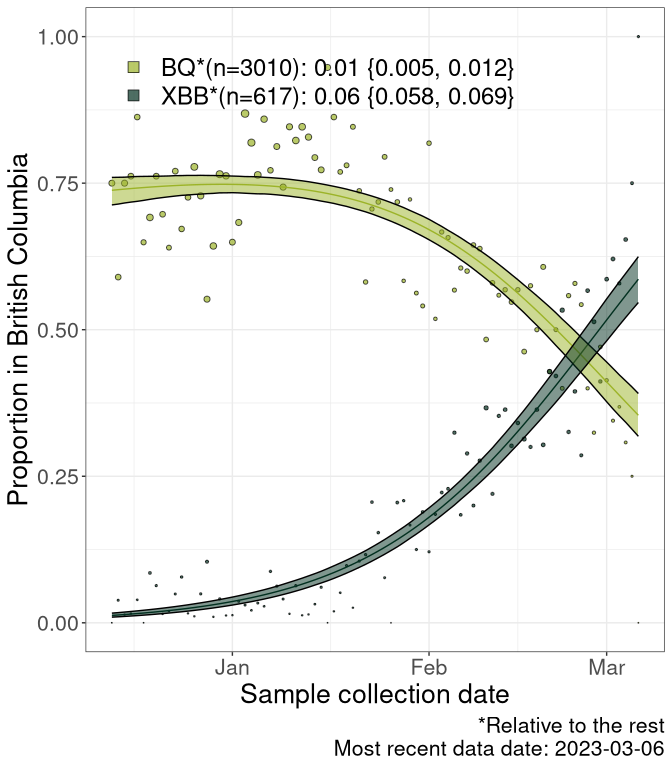 1.00
BQ*(n=3010): 0.01 {0.005, 0.012}
XBB*(n=617): 0.06 {0.058, 0.069}
0.75
0.50
0.25
0.00
Proportion in British Columbia
Jan Feb Mar
Sample collection date
*Relative to the rest
Most recent data date: 2023-03-06